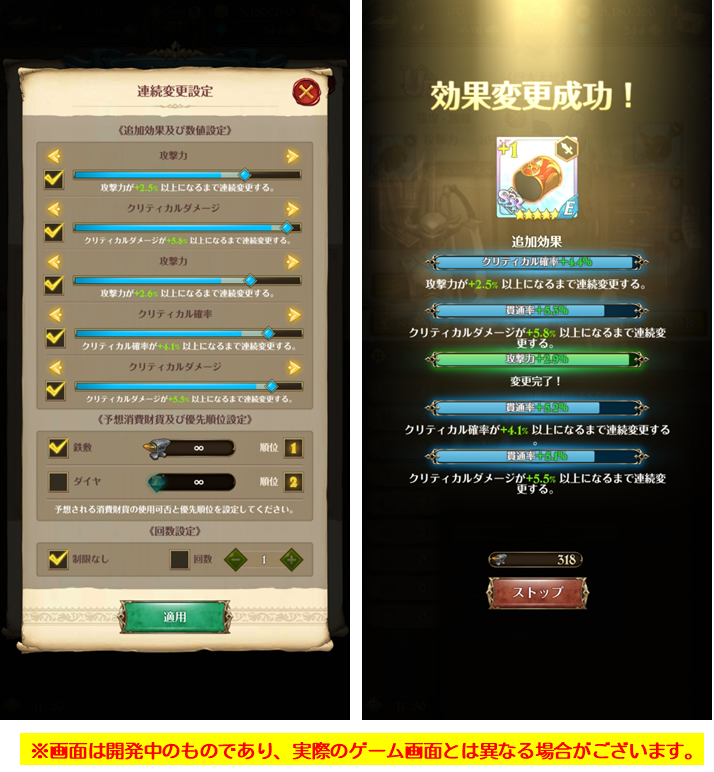 連続変更設定
《追加効果及び数値設定》
攻撃力
攻撃力が+2.5% 以上になるまで連続変更する。
クリティカルダメージ
クリティカルダメージが+5.8% 以上になるまで連続変更する。
攻撃力
攻撃力が+2.6% 以上になるまで連続変更する。
クリティカル確率
クリティカル確率が+4.1% 以上になるまで連続変更する。
クリティカルダメージ
クリティカルダメージが+5.5% 以上になるまで連続変更する。
《予想消費財貨及び優先順位設定》
鉄敷 ∞ 順位 1
ダイヤ ∞ 順位 2
予想される消費財貨の使用可否と優先順位を設定してください。
《回数設定》
制限なし 回数 1
適用
効果変更成功!
+1
E
追加効果
クリティカル確率+4.4%
攻撃力が+2.5% 以上になるまで連続変更する。
貫通率+5.3%
クリティカルダメージが+5.8% 以上になるまで連続変
更する。
攻撃力+2.9%
変更完了!
貫通率+5.2%
クリティカル確率が+4.1% 以上になるまで連続変更する
。
貫通率+5.1%
クリティカルダメージが+5.5% 以上になるまで連続変
更する。
318
ストップ
※画面は開発中のものであり、実際のゲーム画面とは異なる場合がございます。